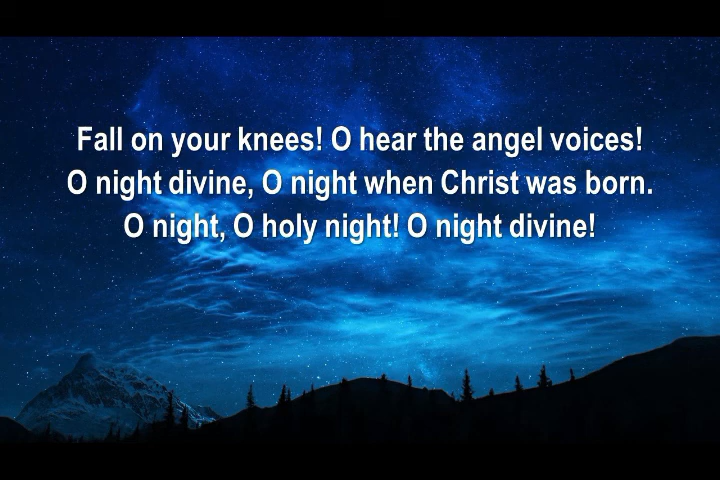 Fall on your knees! O hear the angel voices!
O night divine, O night when Christ was born.
O night, O holy night! O night divine!